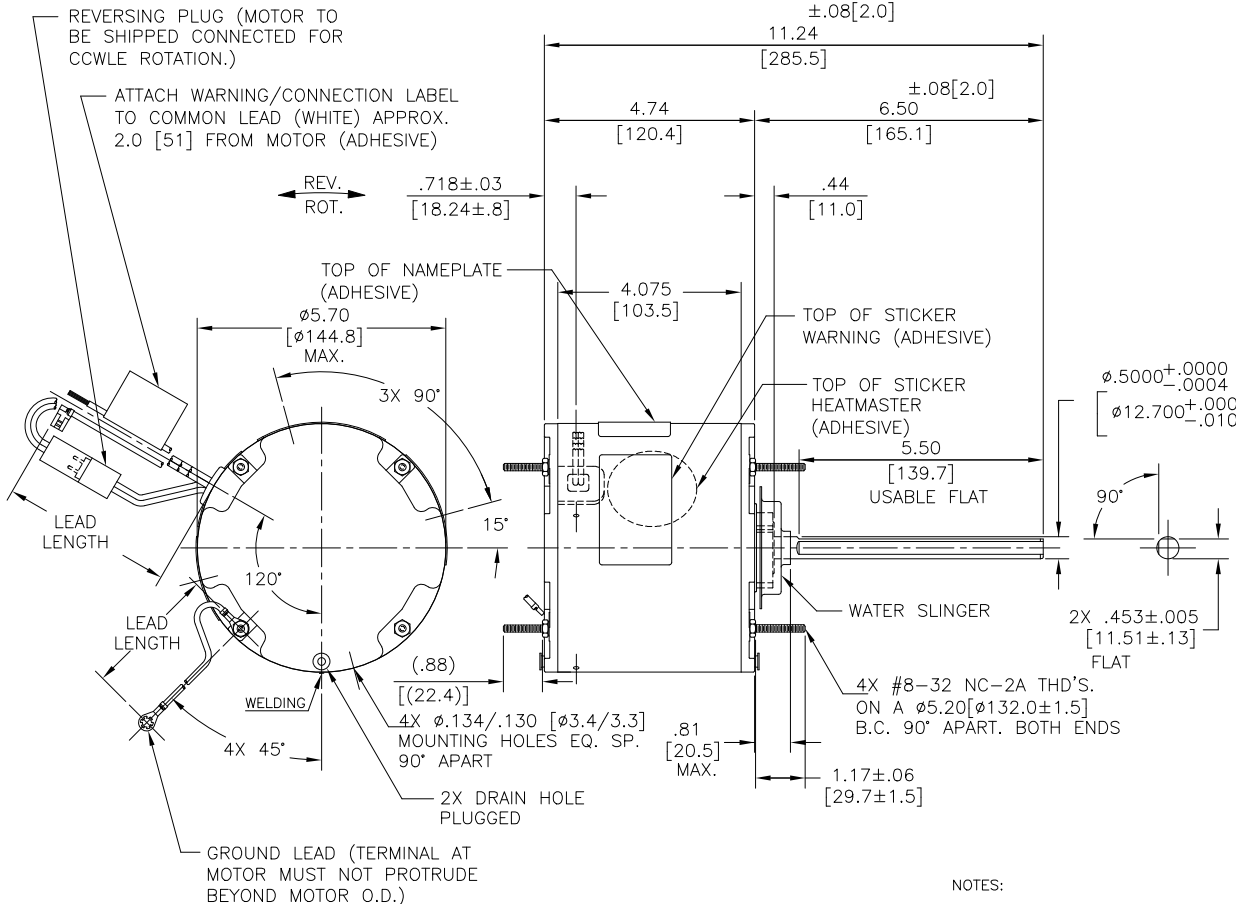 REVERSING PLUG (MOTOR TO
BE SHIPPED CONNECTED FOR
CCWLE ROTATION.)
ATTACH WARNING/CONNECTION LABEL
TO COMMON LEAD (WHITE) APPROX.
2.0 [51] FROM MOTOR (ADHESIVE)
±.08[2.0]
11.24
[285.5]
±.08[2.0]
4.74
[120.4]
6.50
[165.1]
REV.
ROT.
.718±.03
[18.24±.8]
.44
[11.0]
TOP OF NAMEPLATE
(ADHESIVE)
4.075
[103.5]
ø5.70
[ø144.8]
MAX.
TOP OF STICKER
WARNING (ADHESIVE)
3X 90°
TOP OF STICKER
HEATMASTER
(ADHESIVE)
ø.5000+.0000
-.0004
ø12.700+.000
-.010
5.50
[139.7]
USABLE FLAT
90°
LEAD
LENGTH
15°
120°
LEAD
LENGTH
WATER SLINGER
2X .453±.005
[11.51±.13]
FLAT
(.88)
[(22.4)]
WELDING
4X ø.134/.130 [ø3.4/3.3]
MOUNTING HOLES EQ. SP.
90° APART
4X 45°
.81
[20.5]
MAX.
4X #8-32 NC-2A THD'S.
ON A ø5.20[ø132.0±1.5]
B.C. 90° APART. BOTH ENDS
1.17±.06
[29.7±1.5]
2X DRAIN HOLE
PLUGGED
GROUND LEAD (TERMINAL AT
MOTOR MUST NOT PROTRUDE
BEYOND MOTOR O.D.)
NOTES: